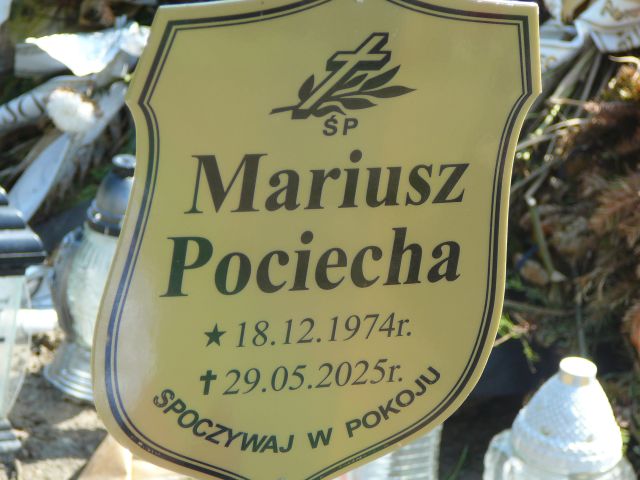 ŚP
Mariusz
Pociecha
★ 18.12.1974r.
✝ 29.05.2025r.
SPOCZYWAJ W POKOJU